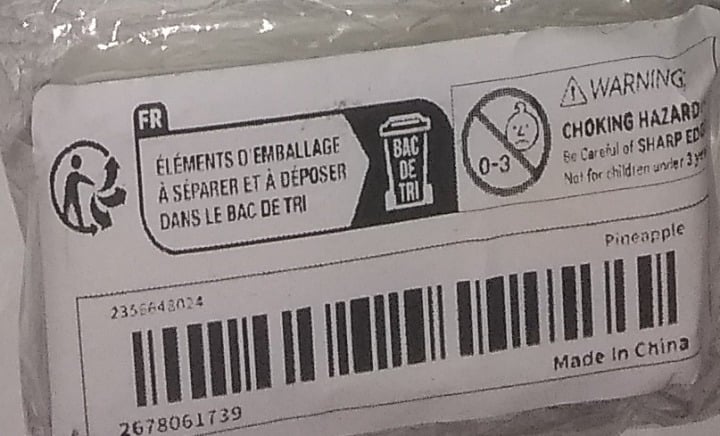 FR
ÉLÉMENTS D'EMBALLAGE
À SÉPARER ET À DÉPOSER
DANS LE BAC DE TRI
BAC
DE
TRI
0-3
WARNING
CHOKING HAZARD
Be Careful of SHARP
Not for children under 3
Pineapple
Made In China
2678061739